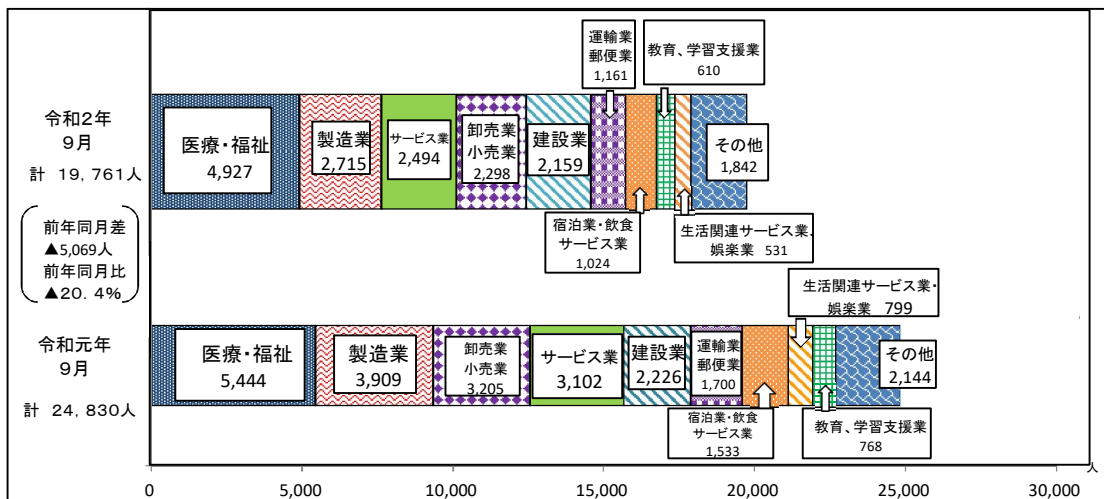 運輸業
郵便業
1,161
教育、学習支援業
610
令和2年
9月
計 19,761人
医療・福祉
4,927
製造業
2,715
サービス業
2,494
卸売業
小売業
2,298
建設業
2,159
その他
1,842
宿泊業・飲食
サービス業
1,024
生活関連サービス業、
娯楽業 531
前年同月差
▲5,069人
前年同月比
▲20.4%
生活関連サービス業・
娯楽業 799
令和元年
9月
計 24,830人
医療・福祉
5,444
製造業
3,909
卸売業
小売業
3,205
サービス業
3,102
建設業
2,226
運輸業
郵便業
1,700
その他
2,144
宿泊業・飲食
サービス業
1,533
教育、学習支援業
768
人
0 5,000 10,000 15,000 20,000 25,000 30,000